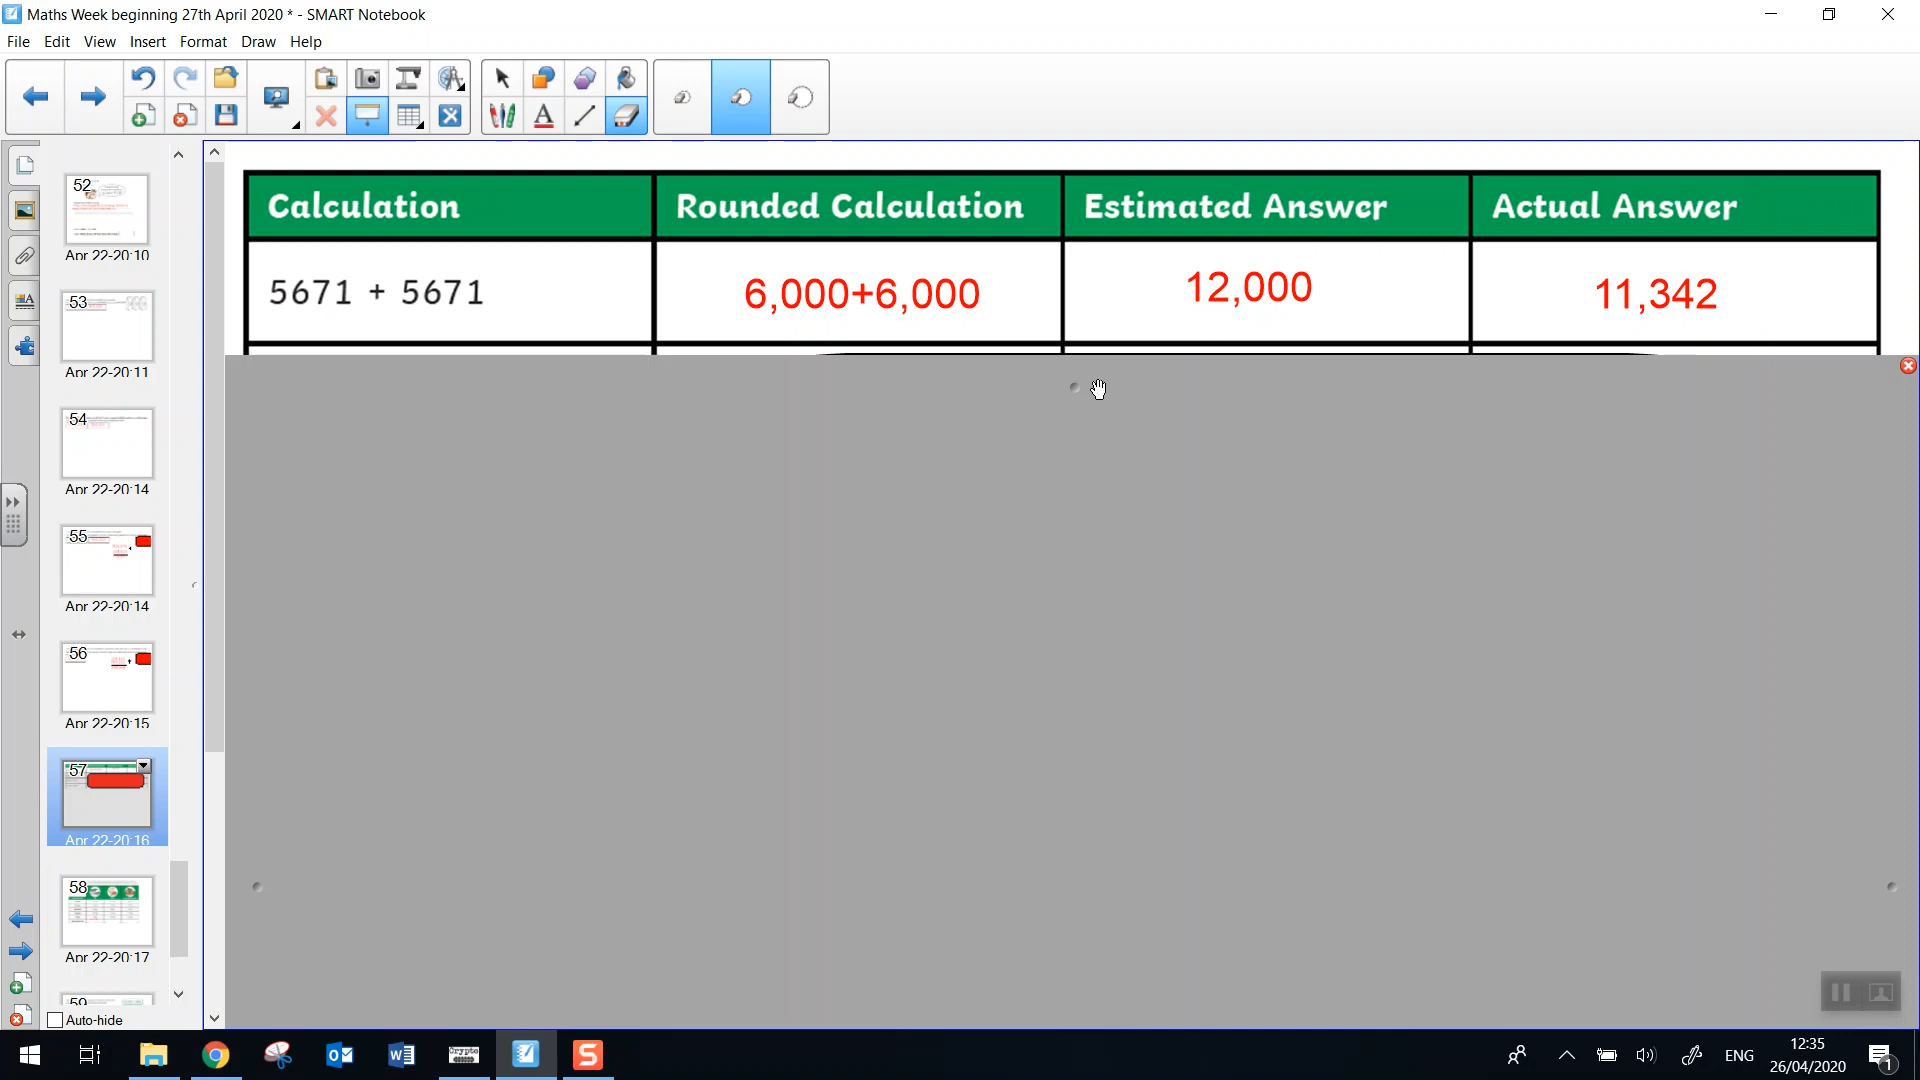 Maths Week beginning 27th April 2020 * - SMART Notebook
File Edit View Insert Format Draw Help
52
Apr 22-20:10
53
Apr 22-20:11
54
Apr 22-20:14
55
Apr 22-20:14
56
Apr 22-20:15
57
Apr 22-20:16
58
Apr 22-20:17
59
Auto-hide
Calculation Rounded Calculation Estimated Answer Actual Answer
5671 + 5671 6,000+6,000 12,000 11,342
Crypto
ENG
12:35
26/04/2020
1